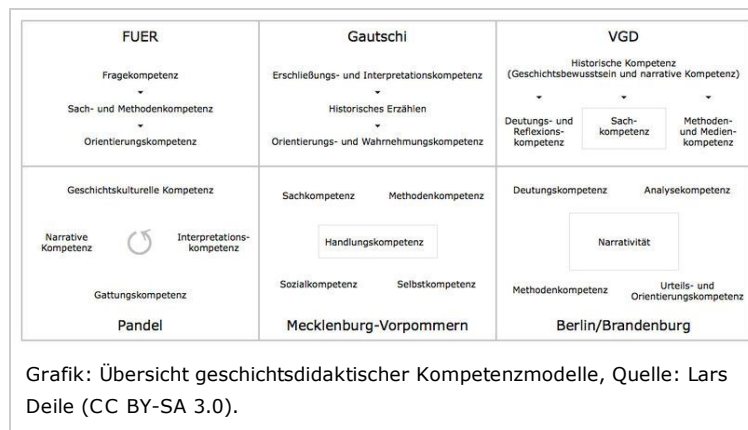 FUER
Fragekompetenz
Sach- und Methodenkompetenz
Orientierungskompetenz
Gautschi
Erschließungs- und Interpretationskompetenz
Historisches Erzählen
Orientierungs- und Wahrnehmungskompetenz
VGD
Historische Kompetenz
(Geschichtsbewusstsein und narrative Kompetenz)
Deutungs- und
Reflexions-
kompetenz
Sach-
kompetenz
Methoden-
und Medien-
kompetenz
Geschichtskulturelle Kompetenz
Narrative
Kompetenz
Interpretations-
kompetenz
Gattungskompetenz
Pandel
Sachkompetenz
Methodenkompetenz
Handlungskompetenz
Sozialkompetenz
Selbstkompetenz
Mecklenburg-Vorpommern
Deutungskompetenz
Analysekompetenz
Narrativität
Methodenkompetenz
Urteils- und
Orientierungskompetenz
Berlin/Brandenburg
Grafik: Übersicht geschichtsdidaktischer Kompetenzmodelle, Quelle: Lars
Deile (CC BY-SA 3.0).